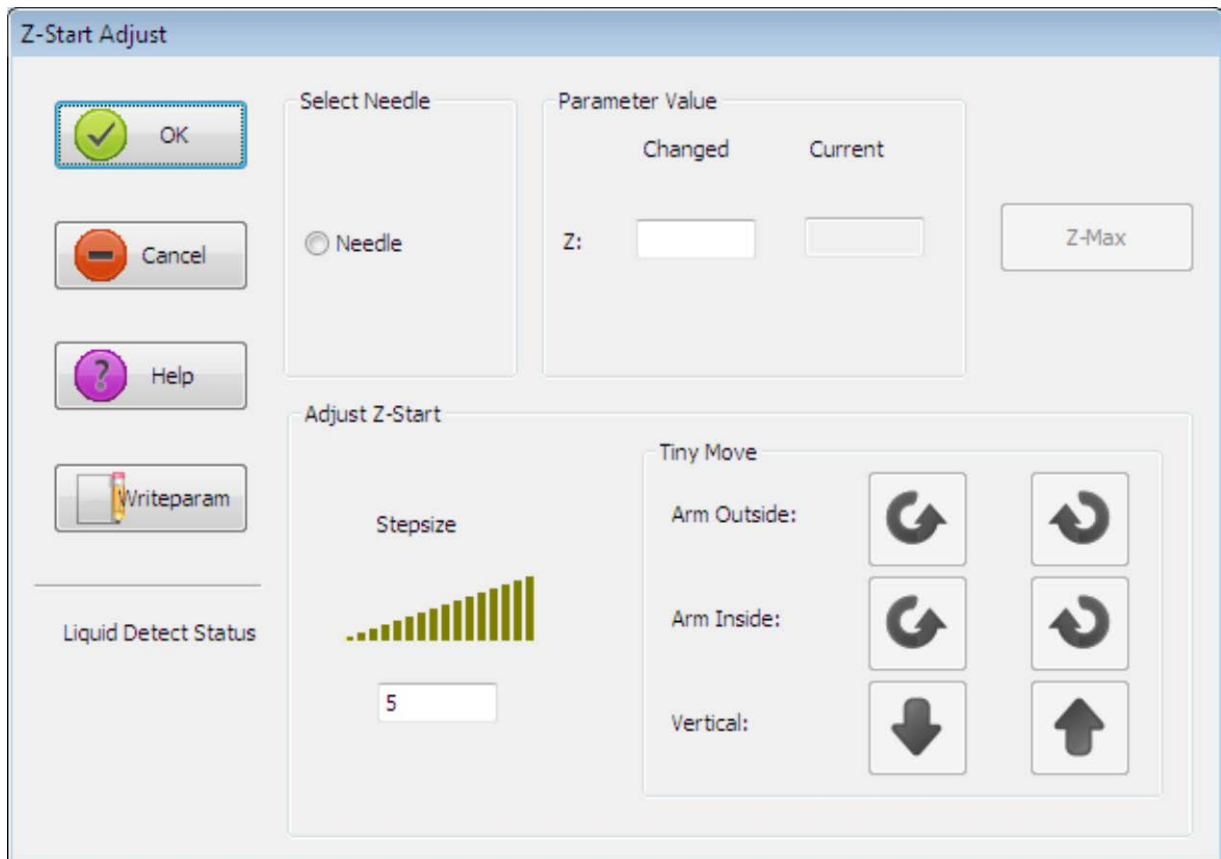 Z-Start Adjust
OK
Cancel
Help
Writeparam
Liquid Detect Status
Select Needle
Needle
Parameter Value
Changed Current
Z:
Z-Max
Adjust Z-Start
Stepsize
5
Tiny Move
Arm Outside:
Arm Inside:
Vertical: